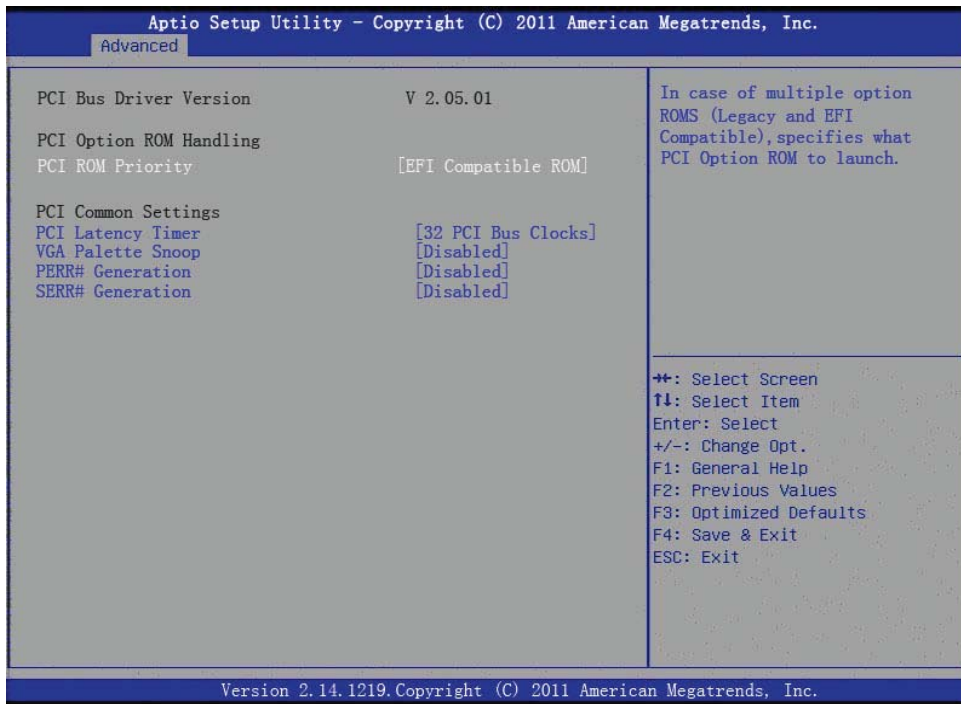 Aptio Setup Utility - Copyright (C) 2011 American Megatrends, Inc.
Advanced
PCI Bus Driver Version V 2.05.01
PCI Option ROM Handling
PCI ROM Priority [EFI Compatible ROM]
PCI Common Settings
PCI Latency Timer [32 PCI Bus Clocks]
VGA Palette Snoop [Disabled]
PERR# Generation [Disabled]
SERR# Generation [Disabled]
In case of multiple option
ROMS (Legacy and EFI
Compatible),specifies what
PCI Option ROM to launch.
→←: Select Screen
↑↓: Select Item
Enter: Select
+/-: Change Opt.
F1: General Help
F2: Previous Values
F3: Optimized Defaults
F4: Save & Exit
ESC: Exit
Version 2.14.1219.Copyright (C) 2011 American Megatrends, Inc.